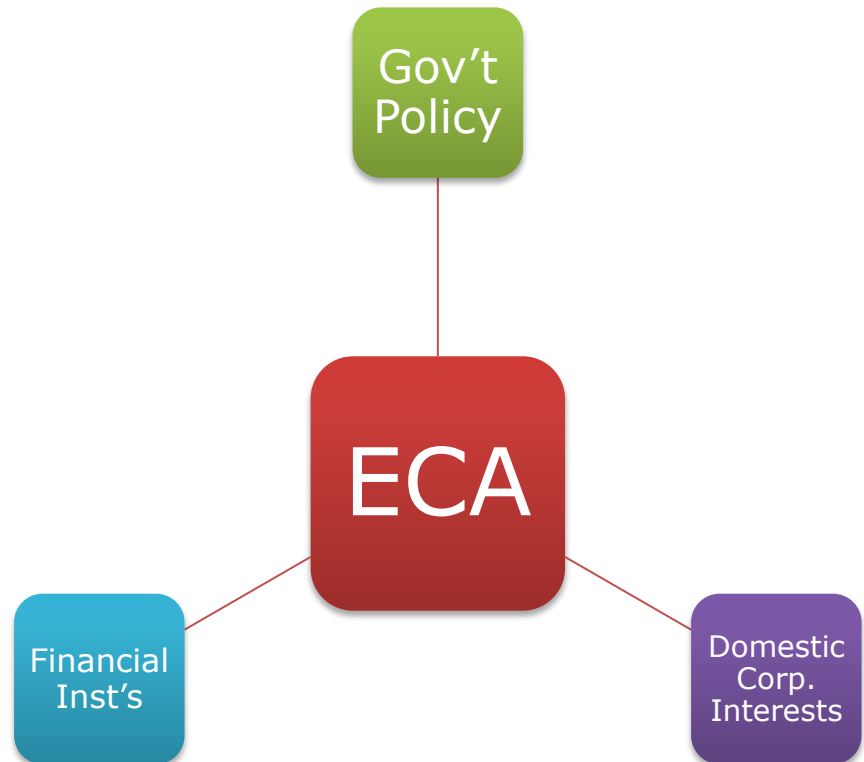 Gov’t
Policy
ECA
Financial
Inst’s
Domestic
Corp.
Interests